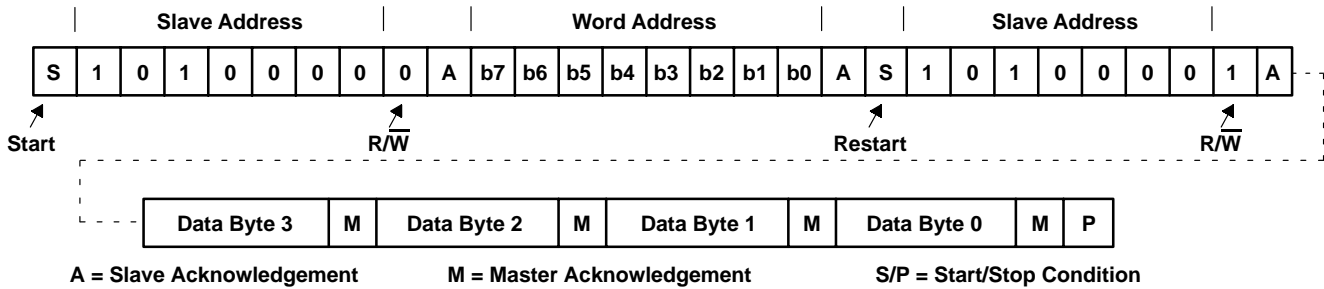 Slave Address Word Address Slave Address
S 1 0 1 0 0 0 0 0 A b7 b6 b5 b4 b3 b2 b1 b0 A S 1 0 1 0 0 0 0 1 A
Start R/W̅ Restart R/W̅
Data Byte 3 M Data Byte 2 M Data Byte 1 M Data Byte 0 M P
A = Slave Acknowledgement M = Master Acknowledgement S/P = Start/Stop Condition